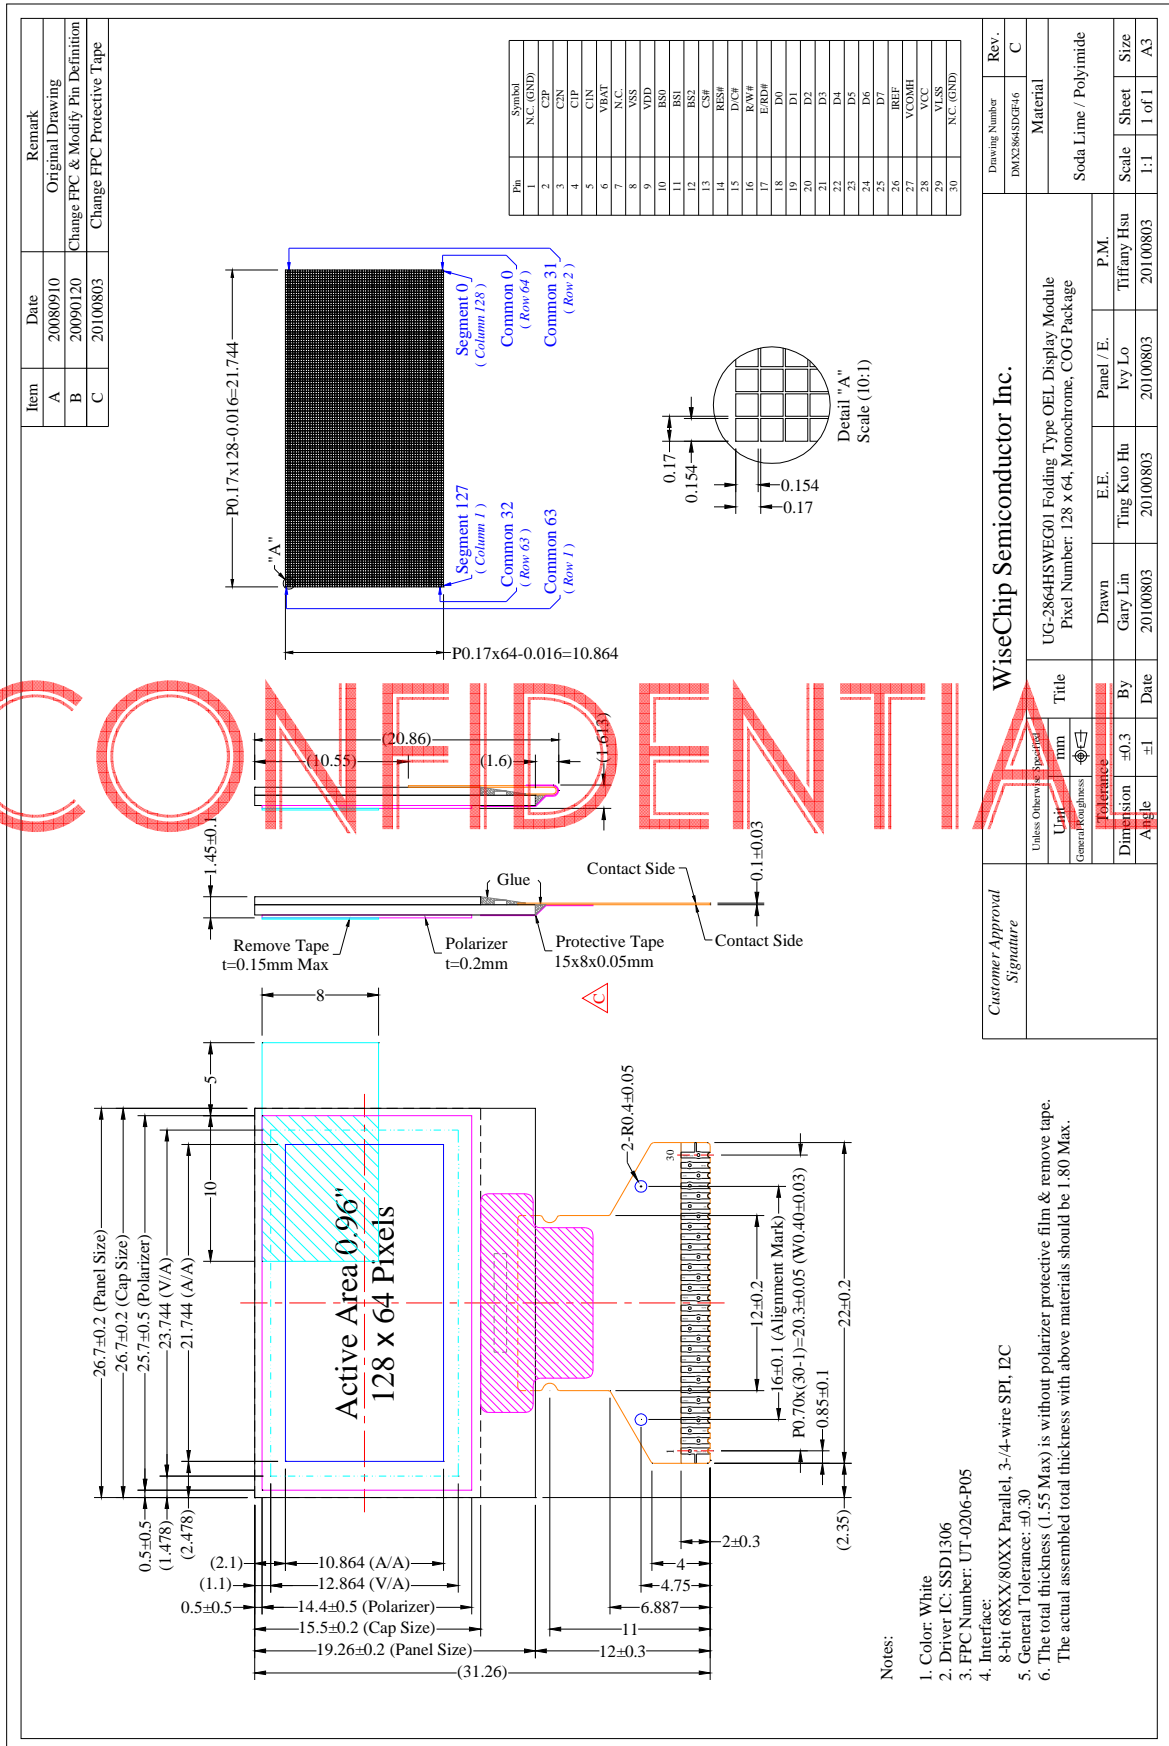 Item Date Remark
A 20080910 Original Drawing
B 20090120 Change FPC & Modify Pin Definition
C 20100803 Change FPC Protective Tape
26.7±0.2 (Panel Size)
26.7±0.2 (Cap Size)
25.7±0.5 (Polarizer)
23.744 (V/A)
21.744 (A/A)
0.5±0.5
(1.478)
(2.478)
10
5
8
(2.1)
10.864 (A/A)
(1.1)
12.864 (V/A)
0.5±0.5
14.4±0.5 (Polarizer)
15.5±0.2 (Cap Size)
19.26±0.2 (Panel Size)
12±0.3
(31.26)
Active Area 0.96"
128 x 64 Pixels
2-R0.4±0.05
16±0.1 (Alignment Mark)
12±0.2
P0.70x(30-1)=20.3±0.05 (W0.40±0.03)
0.85±0.1
22±0.2
(2.35)
1
30
2±0.3
4
4.75
6.887
11
1.45±0.1
Remove Tape
t=0.15mm Max
Polarizer
t=0.2mm
Glue
Protective Tape
15x8x0.05mm
Contact Side
Contact Side
0.1±0.03
C
(20.86)
(10.55)
(1.6)
(1.613)
CONFIDENTIAL
P0.17x128-0.016=21.744
"A"
P0.17x64-0.016=10.864
Segment 127
( Column 1 )
Common 32
( Row 63 )
Common 63
( Row 1 )
Segment 0
( Column 128 )
Common 0
( Row 64 )
Common 31
( Row 2 )
0.17
0.154
0.154
0.17
Detail "A"
Scale (10:1)
Pin Symbol
1 N.C. (GND)
2 C2P
3 C2N
4 C1P
5 C1N
6 VBAT
7 N.C.
8 VSS
9 VDD
10 BS0
11 BS1
12 BS2
13 CS#
14 RES#
15 D/C#
16 R/W#
17 E/RD#
18 D0
19 D1
20 D2
21 D3
22 D4
23 D5
24 D6
25 D7
26 IREF
27 VCOMH
28 VCC
29 VLSS
30 N.C. (GND)
Notes:
1. Color: White
2. Driver IC: SSD1306
3. FPC Number: UT-0206-P05
4. Interface:
8-bit 68XX/80XX Parallel, 3-/4-wire SPI, I2C
5. General Tolerance: ±0.30
6. The total thickness (1.55 Max) is without polarizer protective film & remove tape.
The actual assembled total thickness with above materials should be 1.80 Max.
Customer Approval
Signature
WiseChip Semiconductor Inc.
Drawing Number Rev.
DMX2864SDGF46 C
Unless Otherwise Specified
Unit mm
General Roughness
Tolerance
Dimension ±0.3
Angle ±1
Title
UG-2864HSWEG01 Folding Type OEL Display Module
Pixel Number: 128 x 64, Monochrome, COG Package
Material
Soda Lime / Polyimide
Drawn E.E. Panel / E. P.M.
By Gary Lin Ting Kuo Hu Ivy Lo Tiffany Hsu
Date 20100803 20100803 20100803 20100803
Scale Sheet Size
1:1 1 of 1 A3